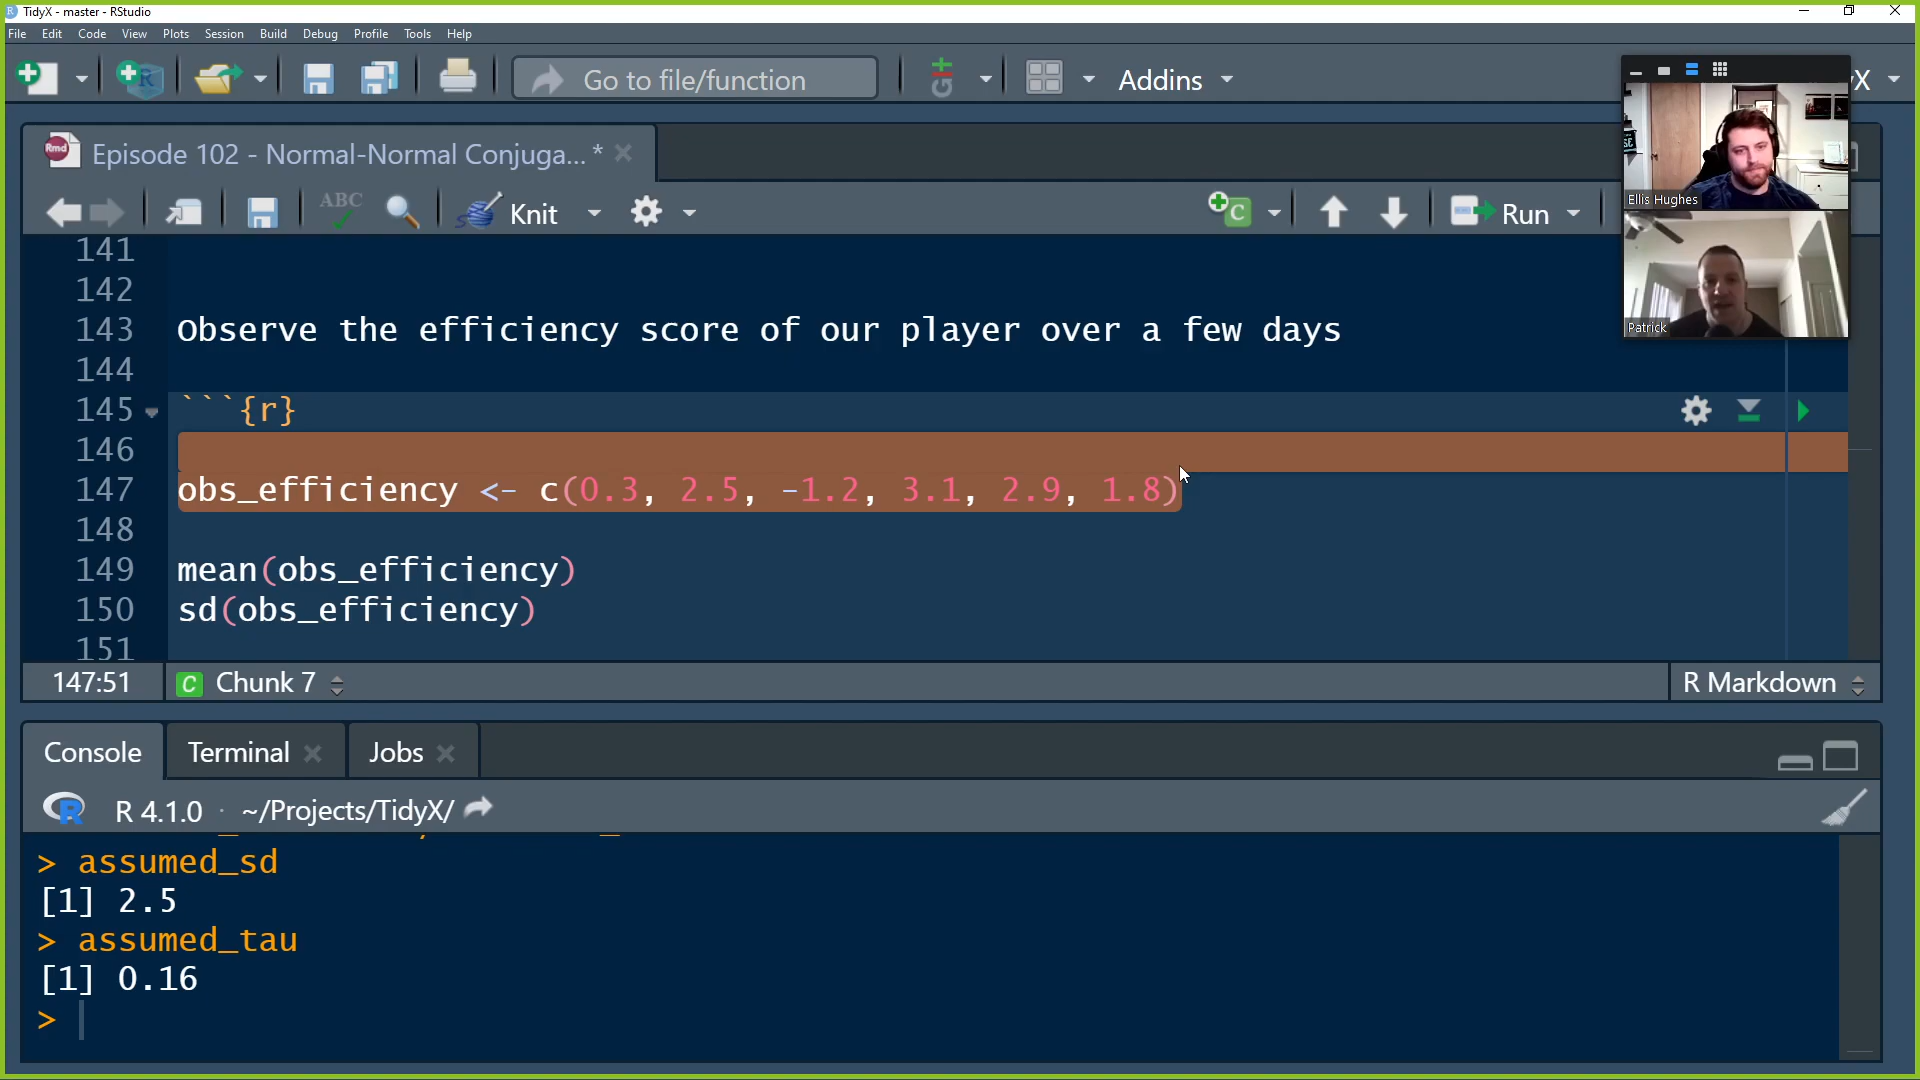 TidyX - master - RStudio
File Edit Code View Plots Session Build Debug Profile Tools Help
Go to file/function Addins X
Ellis Hughes
Patrick
Rmd Episode 102 - Normal-Normal Conjuga... *
ABC Knit C Run
141
142
143 Observe the efficiency score of our player over a few days
144
145 ```{r}
146
147 obs_efficiency <- c(0.3, 2.5, -1.2, 3.1, 2.9, 1.8)
148
149 mean(obs_efficiency)
150 sd(obs_efficiency)
151
147:51 C Chunk 7 R Markdown
Console Terminal Jobs
R 4.1.0 · ~/Projects/TidyX/
> assumed_sd
[1] 2.5
> assumed_tau
[1] 0.16
>